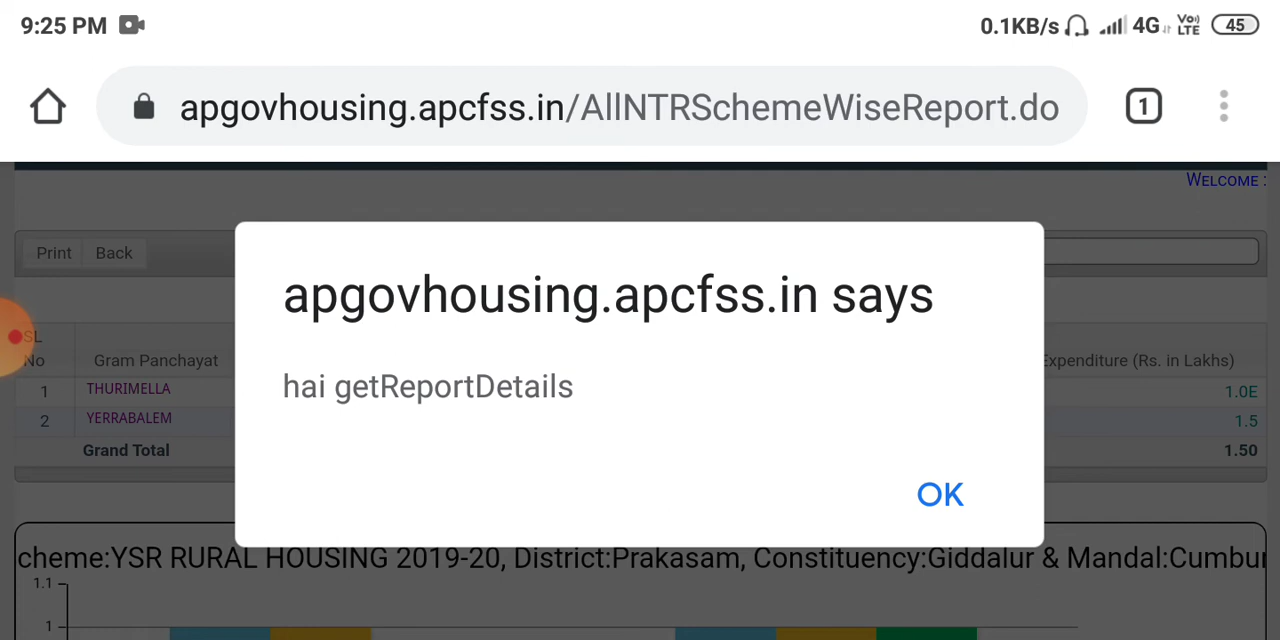 9:25 PM 0.1KB/s 4G Vo) LTE 45
apgovhousing.apcfss.in/AllNTRSchemeWiseReport.do 1
WELCOME :
Print Back
apgovhousing.apcfss.in says
SL No Gram Panchayat Expenditure (Rs. in Lakhs)
hai getReportDetails
1 THURIMELLA 1.0E
2 YERRABALEM 1.5
Grand Total 1.50
OK
cheme:YSR RURAL HOUSING 2019-20, District:Prakasam, Constituency:Giddalur & Mandal:Cumbur
1.1
1